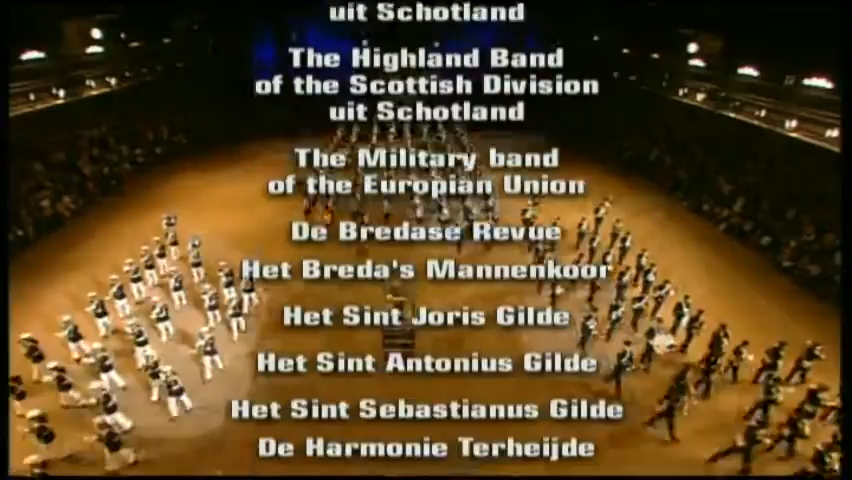 uit Schotland
The Highland Band
of the Scottish Division
uit Schotland
The Military band
of the Europian Union
De Bredase Revue
Het Breda's Mannenkoor
Het Sint Joris Gilde
Het Sint Antonius Gilde
Het Sint Sebastianus Gilde
De Harmonie Terheijde